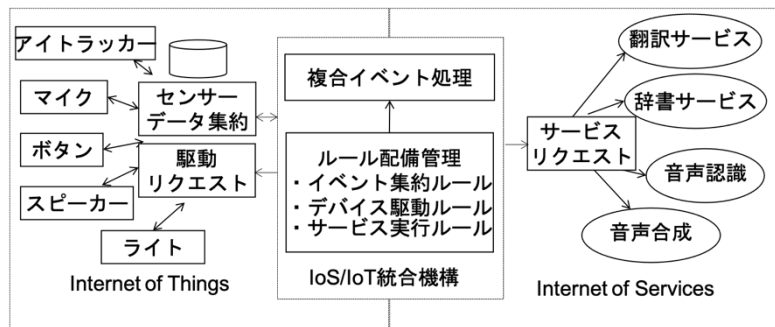 アイトラッカー
マイク
ボタン
スピーカー
ライト
センサー
データ集約
駆動
リクエスト
Internet of Things
複合イベント処理
ルール配備管理
・イベント集約ルール
・デバイス駆動ルール
・サービス実行ルール
IoS/IoT統合機構
サービス
リクエスト
翻訳サービス
辞書サービス
音声認識
音声合成
Internet of Services